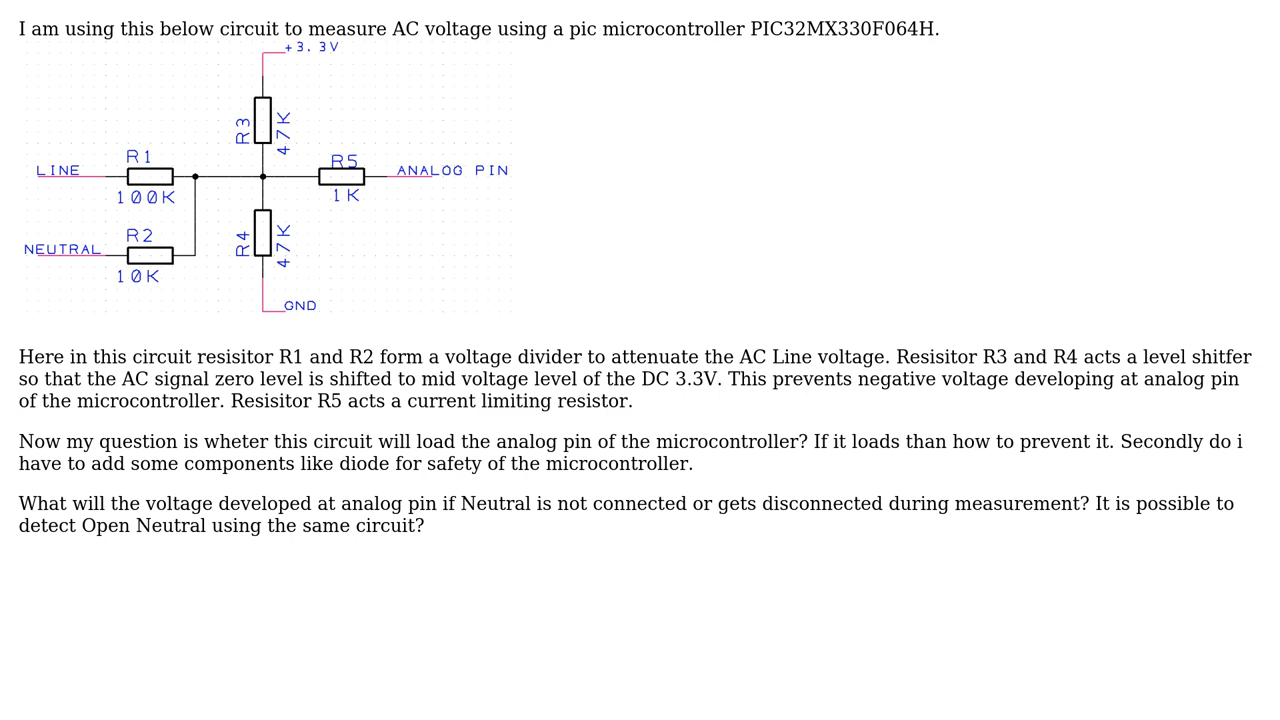 I am using this below circuit to measure AC voltage using a pic microcontroller PIC32MX330F064H.
+3.3V
R3
47K
R1
LINE
100K
R5
ANALOG PIN
1K
R2
NEUTRAL
10K
R4
47K
GND
Here in this circuit resisitor R1 and R2 form a voltage divider to attenuate the AC Line voltage. Resisitor R3 and R4 acts a level shitfer
so that the AC signal zero level is shifted to mid voltage level of the DC 3.3V. This prevents negative voltage developing at analog pin
of the microcontroller. Resisitor R5 acts a current limiting resistor.
Now my question is wheter this circuit will load the analog pin of the microcontroller? If it loads than how to prevent it. Secondly do i
have to add some components like diode for safety of the microcontroller.
What will the voltage developed at analog pin if Neutral is not connected or gets disconnected during measurement? It is possible to
detect Open Neutral using the same circuit?